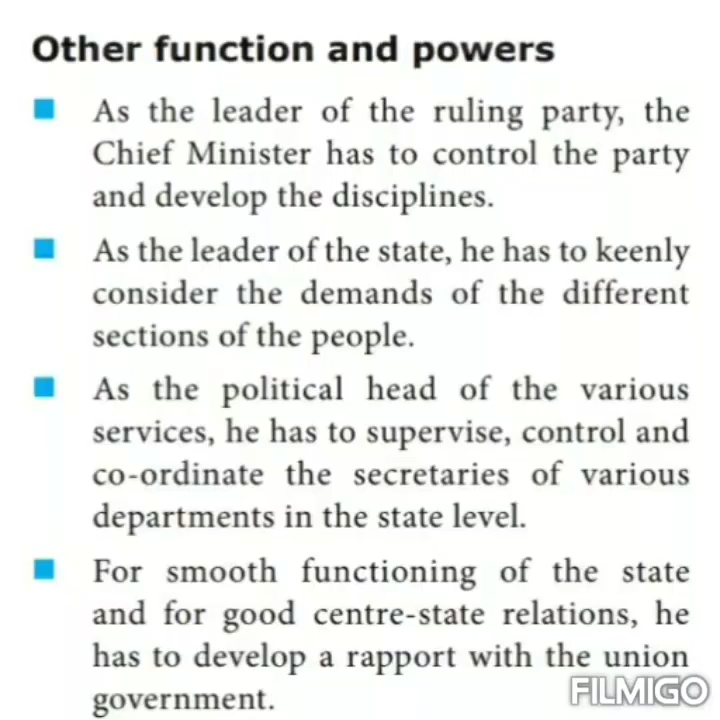 Other function and powers
As the leader of the ruling party, the
Chief Minister has to control the party
and develop the disciplines.
As the leader of the state, he has to keenly
consider the demands of the different
sections of the people.
As the political head of the various
services, he has to supervise, control and
co-ordinate the secretaries of various
departments in the state level.
For smooth functioning of the state
and for good centre-state relations, he
has to develop a rapport with the union
government.
FILMIGO